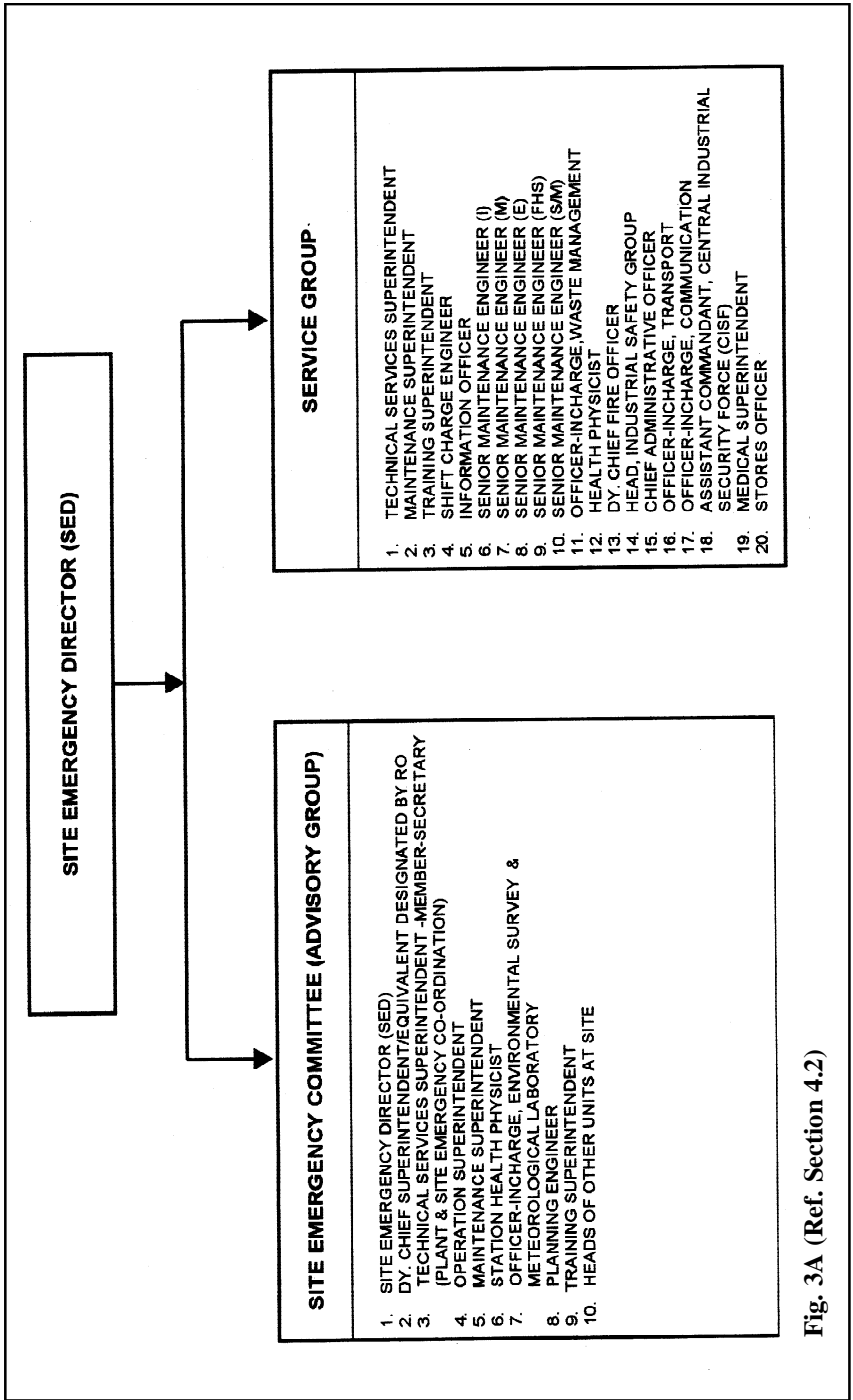 SITE EMERGENCY DIRECTOR (SED)
SITE EMERGENCY COMMITTEE (ADVISORY GROUP)
1. SITE EMERGENCY DIRECTOR (SED)
2. DY. CHIEF SUPERINTENDENT/EQUIVALENT DESIGNATED BY RO
3. TECHNICAL SERVICES SUPERINTENDENT -MEMBER-SECRETARY
(PLANT & SITE EMERGENCY CO-ORDINATION)
4. OPERATION SUPERINTENDENT
5. MAINTENANCE SUPERINTENDENT
6. STATION HEALTH PHYSICIST
7. OFFICER-INCHARGE, ENVIRONMENTAL SURVEY &
METEOROLOGICAL LABORATORY
8. PLANNING ENGINEER
9. TRAINING SUPERINTENDENT
10. HEADS OF OTHER UNITS AT SITE
SERVICE GROUP
1. TECHNICAL SERVICES SUPERINTENDENT
2. MAINTENANCE SUPERINTENDENT
3. TRAINING SUPERINTENDENT
4. SHIFT CHARGE ENGINEER
5. INFORMATION OFFICER
6. SENIOR MAINTENANCE ENGINEER (I)
7. SENIOR MAINTENANCE ENGINEER (M)
8. SENIOR MAINTENANCE ENGINEER (E)
9. SENIOR MAINTENANCE ENGINEER (FHS)
10. SENIOR MAINTENANCE ENGINEER (S/M)
11. OFFICER-INCHARGE,WASTE MANAGEMENT
12. HEALTH PHYSICIST
13. DY. CHIEF FIRE OFFICER
14. HEAD, INDUSTRIAL SAFETY GROUP
15. CHIEF ADMINISTRATIVE OFFICER
16. OFFICER-INCHARGE, TRANSPORT
17. OFFICER-INCHARGE, COMMUNICATION
18. ASSISTANT COMMANDANT, CENTRAL INDUSTRIAL
SECURITY FORCE (CISF)
19. MEDICAL SUPERINTENDENT
20. STORES OFFICER
Fig. 3A (Ref. Section 4.2)